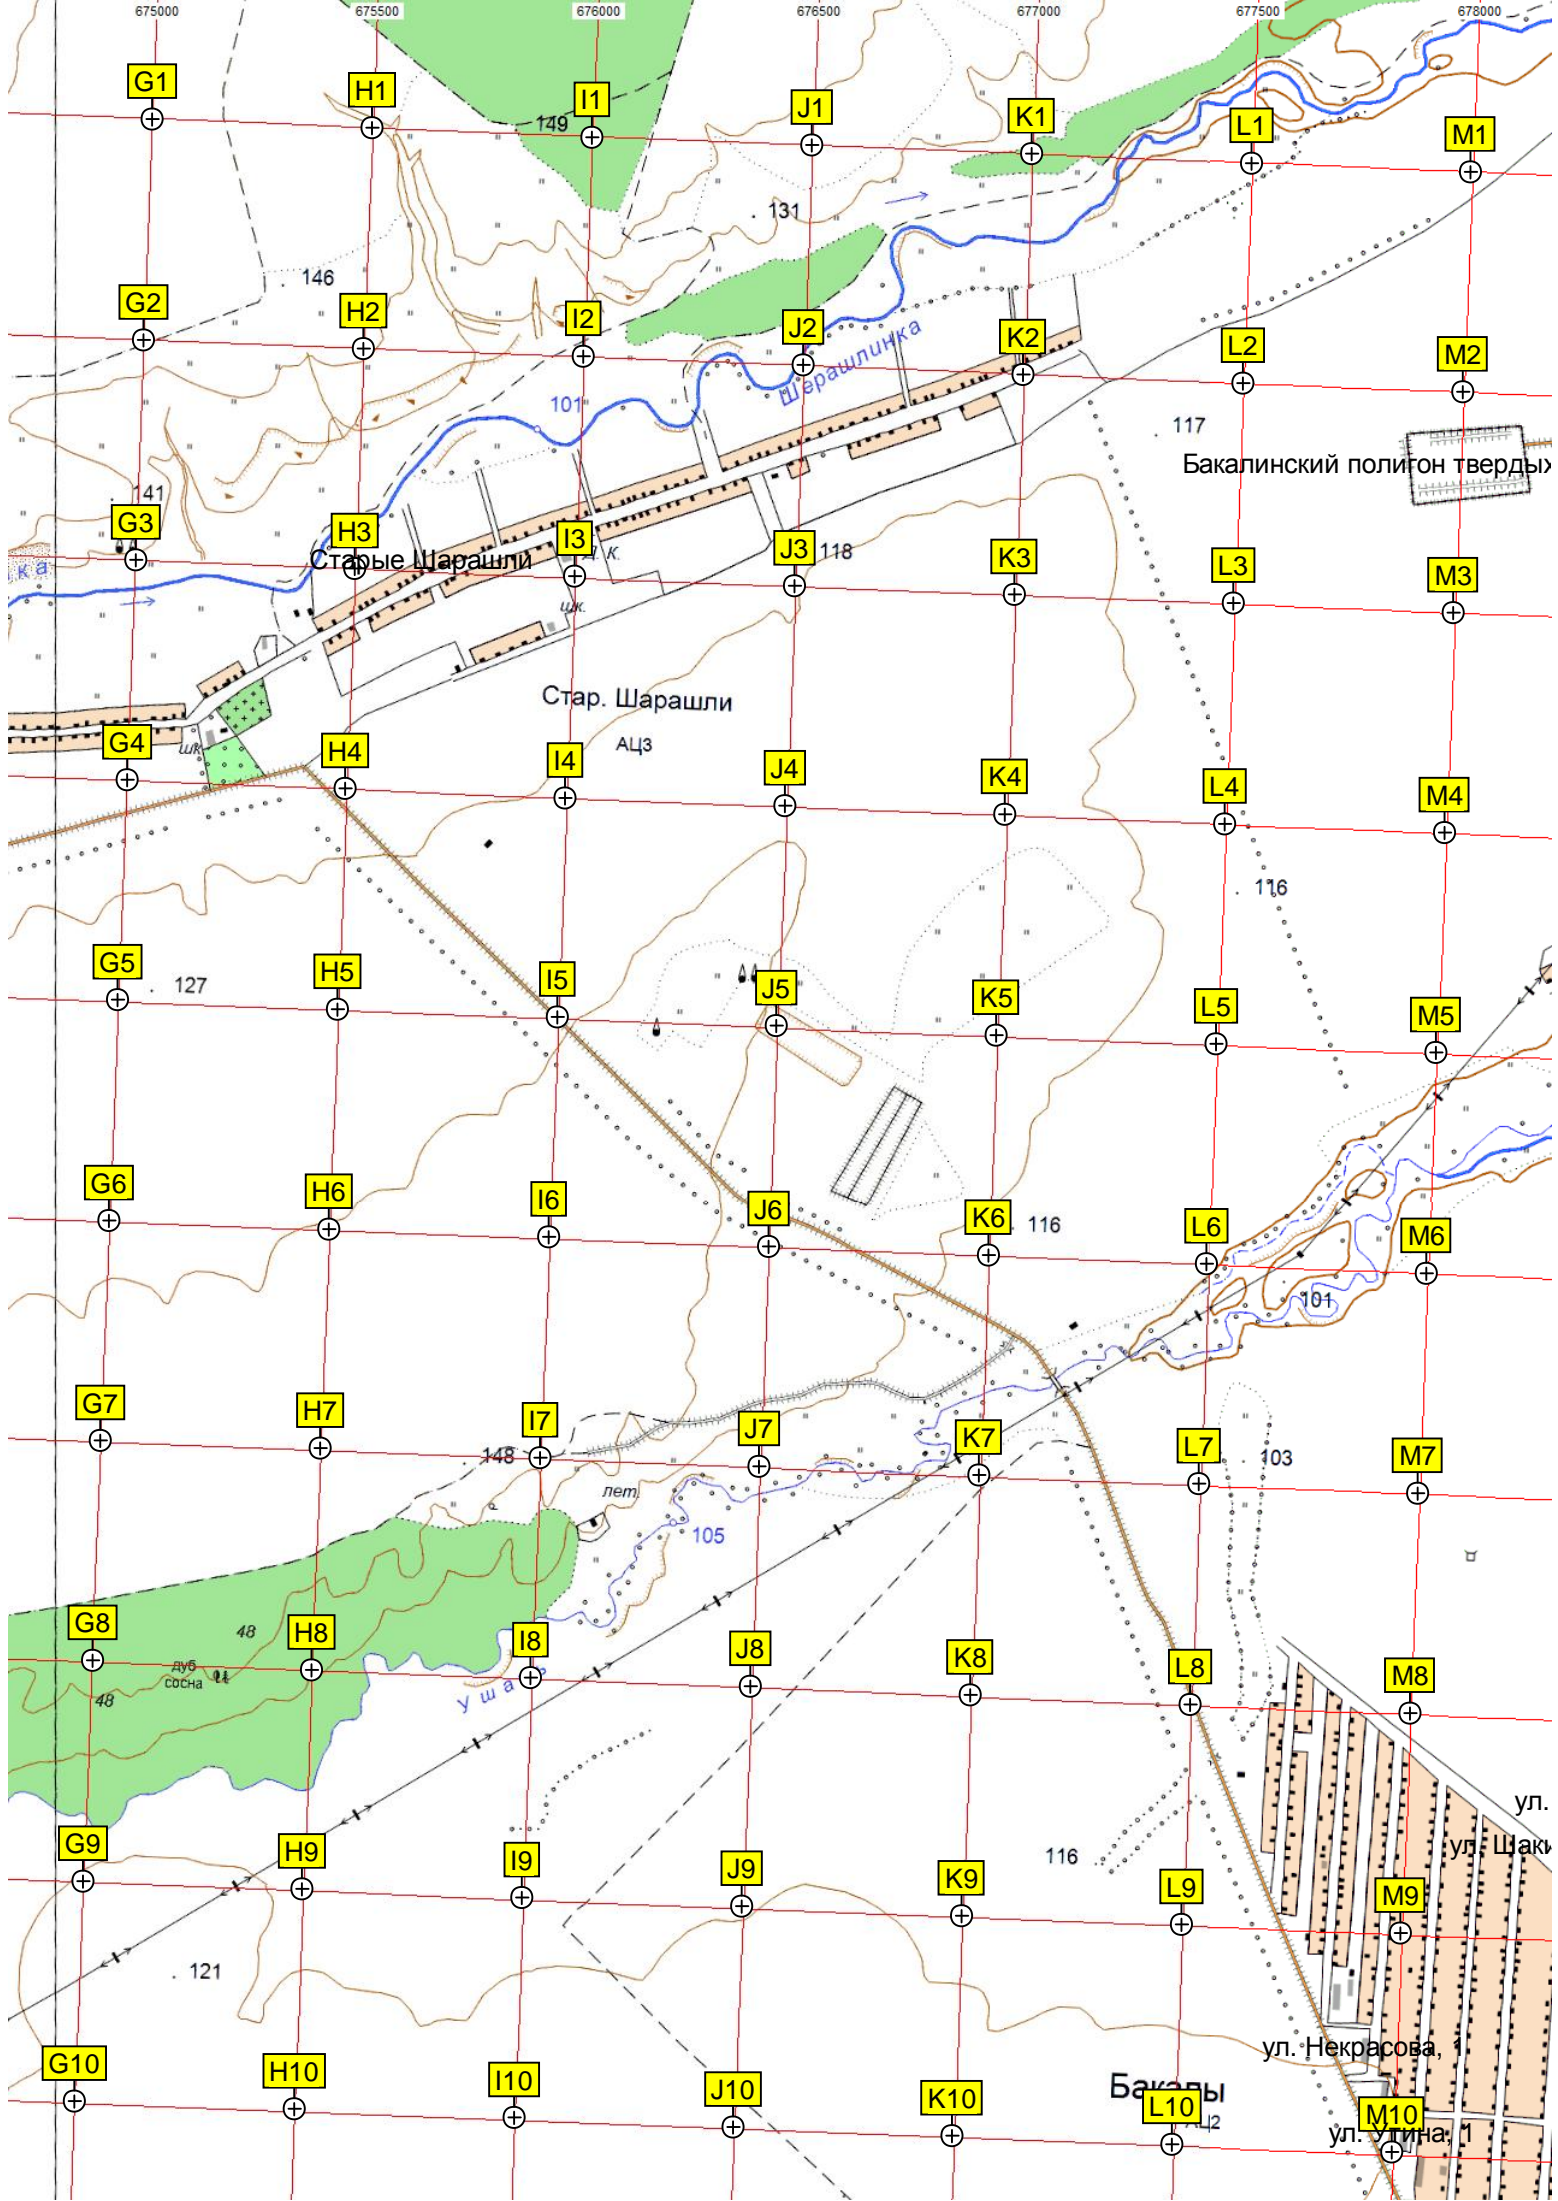 675000 675500 676000 676500 677000 677500 678000
G1 H1 I1 J1 K1 L1 M1
149
131
146
G2 H2 I2 J2 K2 L2 M2
Шерашлинка
101
117
Бакалинский полигон твердых
141
G3 H3 I3 J3 K3 L3 M3
Старые Шарашли
Д. К.
118
ка
шк.
Стар. Шарашли
АЦ3
шк.
G4 H4 I4 J4 K4 L4 M4
116
G5 H5 I5 J5 K5 L5 M5
127
G6 H6 I6 J6 K6 L6 M6
116
101
G7 H7 I7 J7 K7 L7 M7
148
103
лет.
105
G8 H8 I8 J8 K8 L8 M8
48
дуб
сосна
48
уша
ул.
ул. Шаки
116
G9 H9 I9 J9 K9 L9 M9
121
ул. Некрасова, 1
Бакалы
АЦ2
G10 H10 I10 J10 K10 L10 M10
ул. Утина, 1